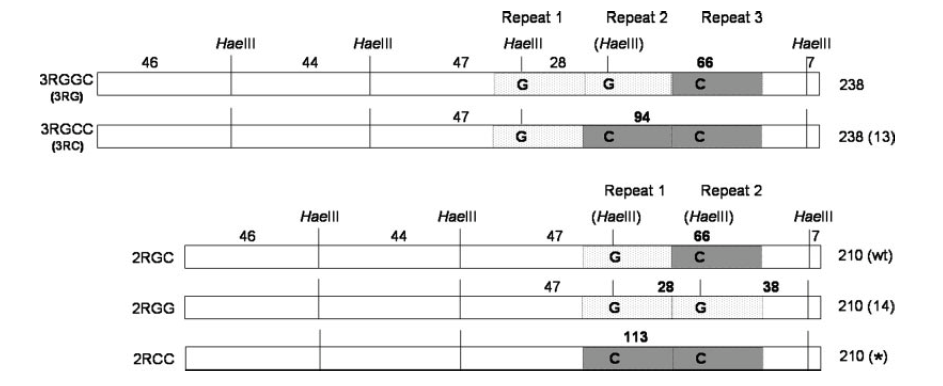 Repeat 1 Repeat 2 Repeat 3
HaeIII HaeIII HaeIII (HaeIII) HaeIII
46 44 47 28 66 7
3RGGC G G C 238
(3RG)
47 94
3RGCC G C C 238 (13)
(3RC)
Repeat 1 Repeat 2
HaeIII HaeIII (HaeIII) (HaeIII) HaeIII
46 44 47 66 7
2RGC G C 210 (wt)
47 28 38
2RGG G G 210 (14)
113
2RCC C C 210 (*)